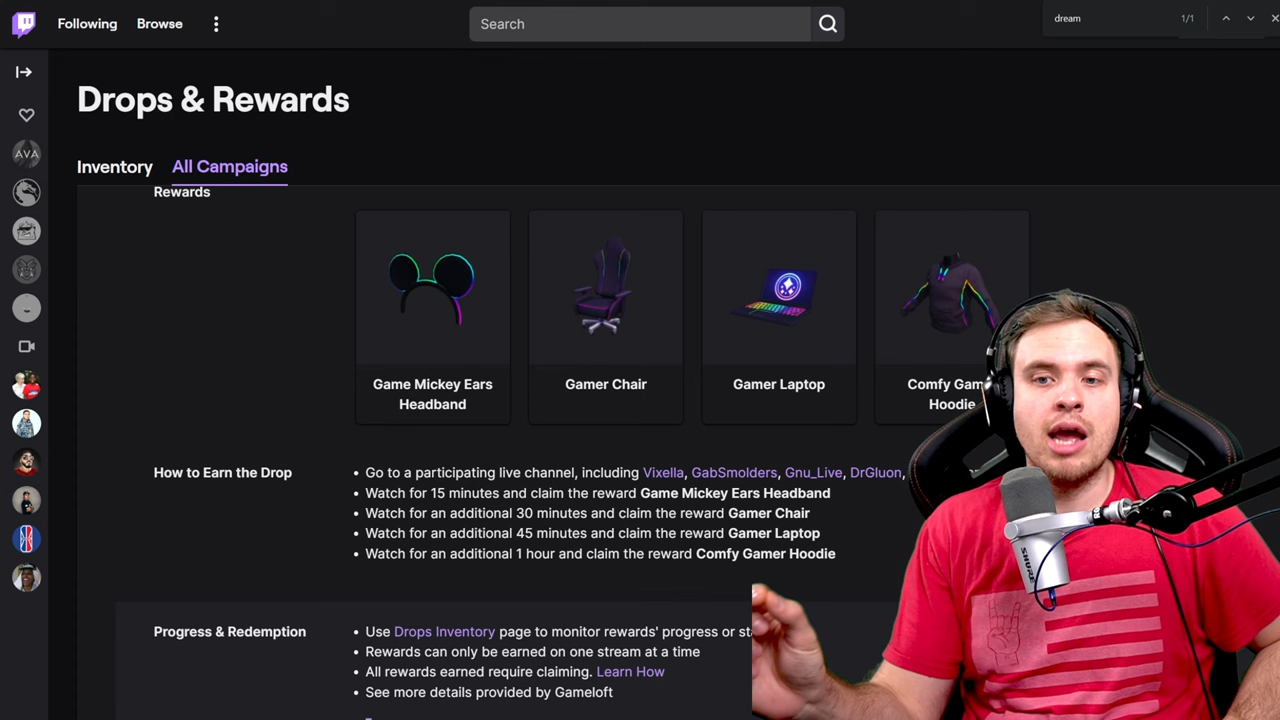 Following Browse
Search
dream 1/1
Drops & Rewards
AVA
Inventory All Campaigns
Rewards
Game Mickey Ears
Headband
Gamer Chair
Gamer Laptop
Comfy Gam
Hoodie
How to Earn the Drop
• Go to a participating live channel, including Vixella, GabSmolders, Gnu_Live, DrGluon,
• Watch for 15 minutes and claim the reward Game Mickey Ears Headband
• Watch for an additional 30 minutes and claim the reward Gamer Chair
• Watch for an additional 45 minutes and claim the reward Gamer Laptop
• Watch for an additional 1 hour and claim the reward Comfy Gamer Hoodie
Progress & Redemption
• Use Drops Inventory page to monitor rewards' progress or st
• Rewards can only be earned on one stream at a time
• All rewards earned require claiming. Learn How
• See more details provided by Gameloft
SHURE